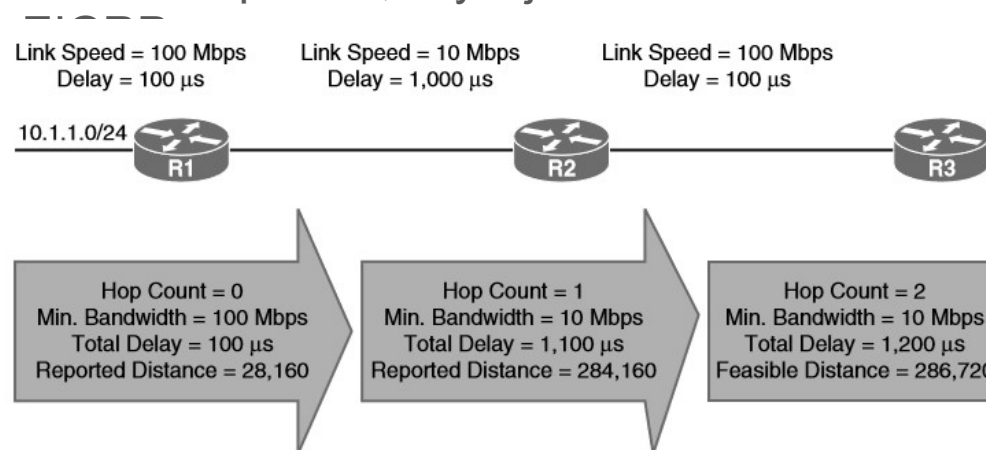 Link Speed = 100 Mbps
Delay = 100 μs
Link Speed = 10 Mbps
Delay = 1,000 μs
Link Speed = 100 Mbps
Delay = 100 μs
10.1.1.0/24
R1
R2
R3
Hop Count = 0
Min. Bandwidth = 100 Mbps
Total Delay = 100 μs
Reported Distance = 28,160
Hop Count = 1
Min. Bandwidth = 10 Mbps
Total Delay = 1,100 μs
Reported Distance = 284,160
Hop Count = 2
Min. Bandwidth = 10 Mbps
Total Delay = 1,200 μs
Feasible Distance = 286,720